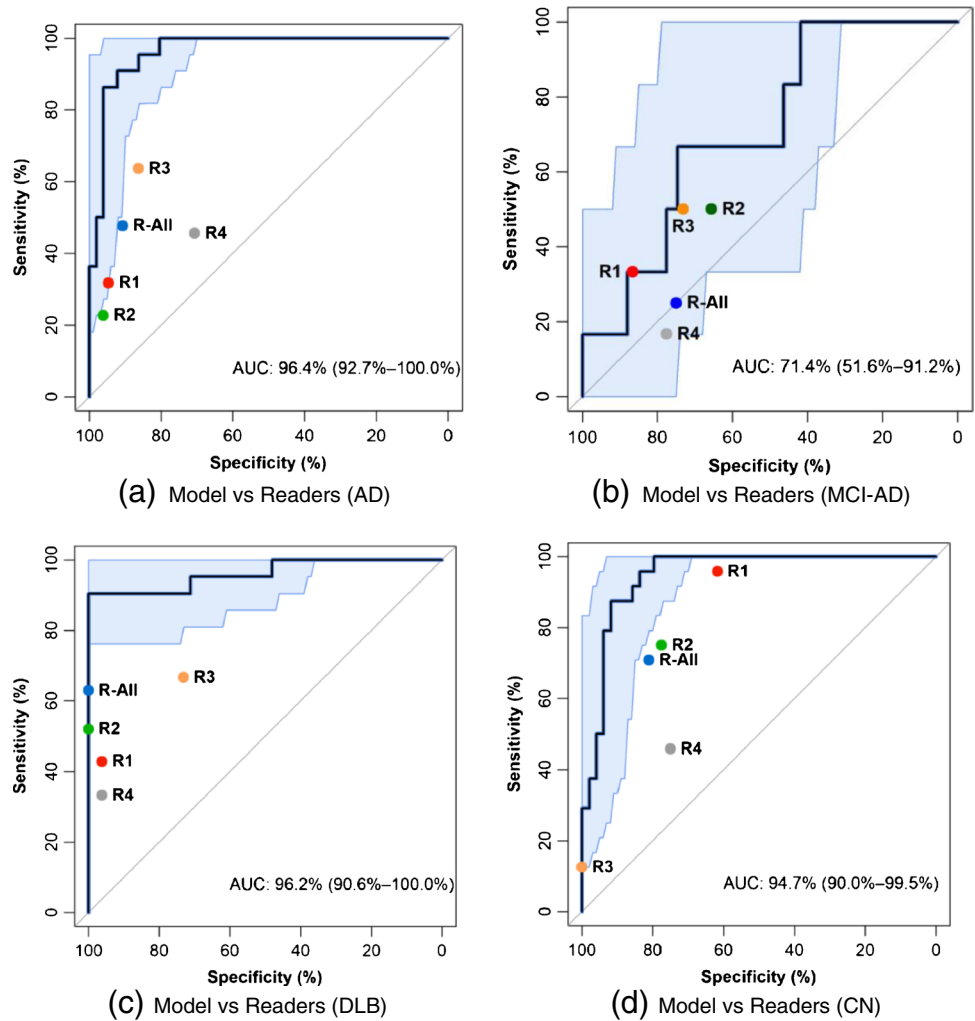 100
80
60
40
20
0
Sensitivity (%)
R3
R-All
R4
R1
R2
AUC: 96.4% (92.7%–100.0%)
100 80 60 40 20 0
Specificity (%)
(a) Model vs Readers (AD)
100
80
60
40
20
0
Sensitivity (%)
R2
R3
R1
R-All
R4
AUC: 71.4% (51.6%–91.2%)
100 80 60 40 20 0
Specificity (%)
(b) Model vs Readers (MCI-AD)
100
80
60
40
20
0
Sensitivity (%)
R3
R-All
R2
R1
R4
AUC: 96.2% (90.6%–100.0%)
100 80 60 40 20 0
Specificity (%)
(c) Model vs Readers (DLB)
100
80
60
40
20
0
Sensitivity (%)
R1
R2
R-All
R4
R3
AUC: 94.7% (90.0%–99.5%)
100 80 60 40 20 0
Specificity (%)
(d) Model vs Readers (CN)